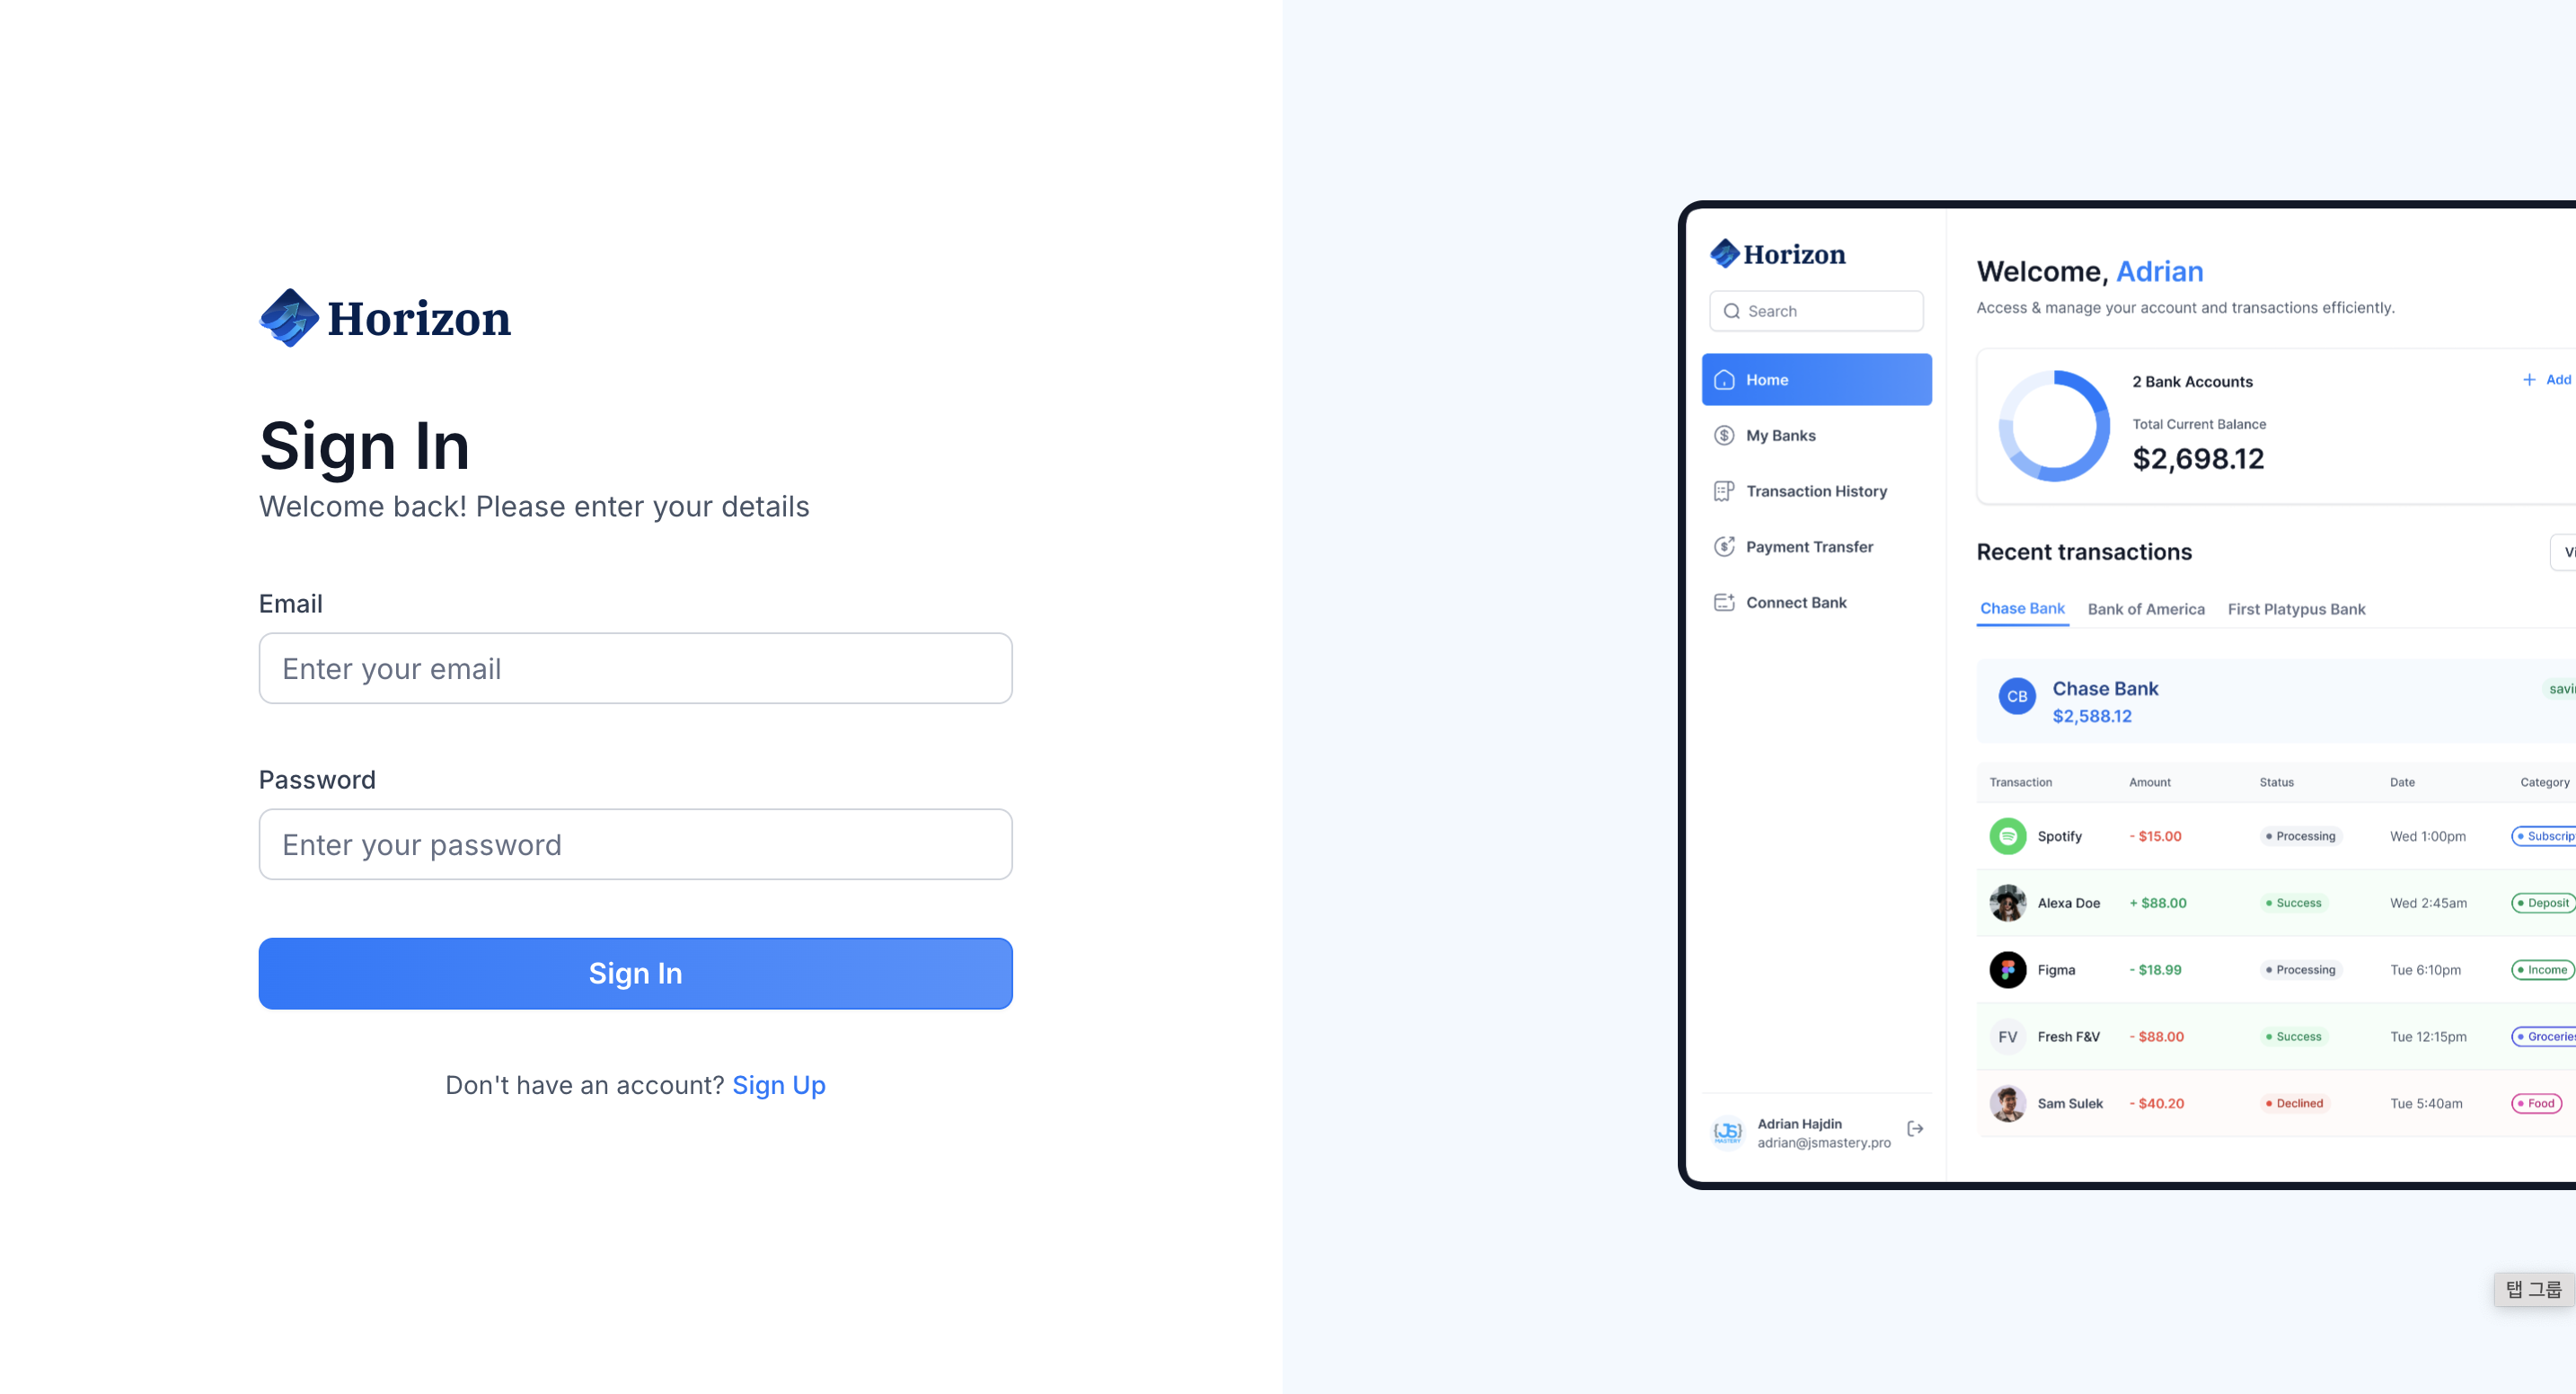 Horizon
Sign In
Welcome back! Please enter your details
Email
Enter your email
Password
Enter your password
Sign In
Don't have an account? Sign Up
Horizon
Search
Home
My Banks
Transaction History
Payment Transfer
Connect Bank
Adrian Hajdin
adrian@jsmastery.pro
{JS}
MASTERY
Welcome, Adrian
Access & manage your account and transactions efficiently.
2 Bank Accounts
+ Add
Total Current Balance
$2,698.12
Recent transactions
Chase Bank Bank of America First Platypus Bank
CB
Chase Bank
$2,588.12
Transaction Amount Status Date Category
Spotify - $15.00 Processing Wed 1:00pm
Alexa Doe + $88.00 Success Wed 2:45am Deposit
Figma - $18.99 Processing Tue 6:10pm Income
FV Fresh F&V - $88.00 Success Tue 12:15pm Groceries
Sam Sulek - $40.20 Declined Tue 5:40am Food
탭 그룹